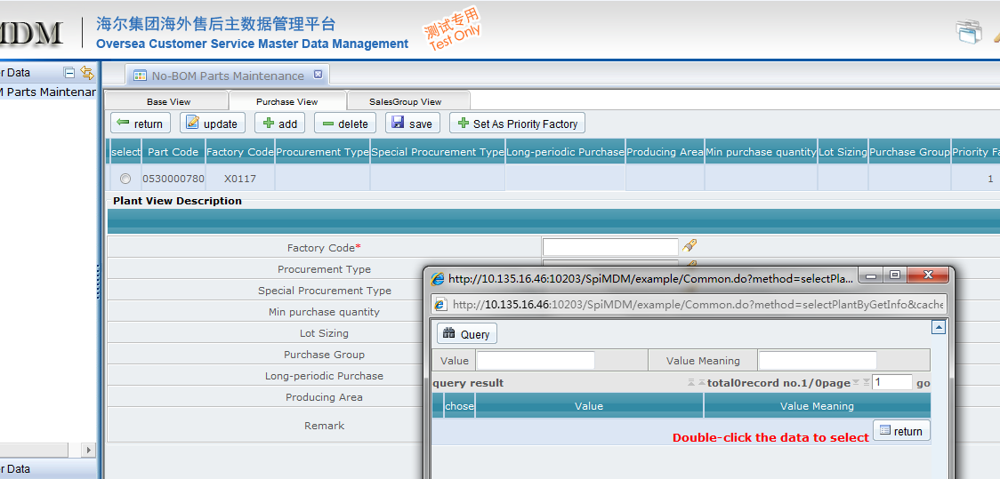 MDM
海尔集团海外售后主数据管理平台
Oversea Customer Service Master Data Management
测试专用
Test Only
r Data
Parts Maintenan
No-BOM Parts Maintenance
Base View Purchase View SalesGroup View
return update add delete save Set As Priority Factory
select Part Code Factory Code Procurement Type Special Procurement Type Long-periodic Purchase Producing Area Min purchase quantity Lot Sizing Purchase Group Priority Fa
0530000780 X0117 1
Plant View Description
Factory Code*
Procurement Type
Special Procurement Type
Min purchase quantity
Lot Sizing
Purchase Group
Long-periodic Purchase
Producing Area
Remark
r Data
http://10.135.16.46:10203/SpiMDM/example/Common.do?method=selectPla...
http://10.135.16.46:10203/SpiMDM/example/Common.do?method=selectPlantByGetInfo&cache
Query
Value Value Meaning
query result total0record no.1/0page 1 go
chose Value Value Meaning
Double-click the data to select return